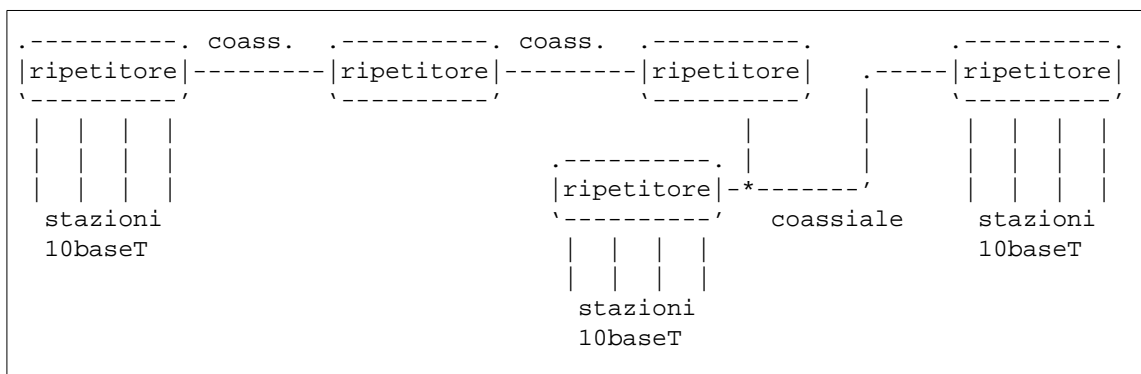 coass. coass.
ripetitore ripetitore ripetitore ripetitore
ripetitore
stazioni coassiale stazioni
10baseT 10baseT
stazioni
10baseT